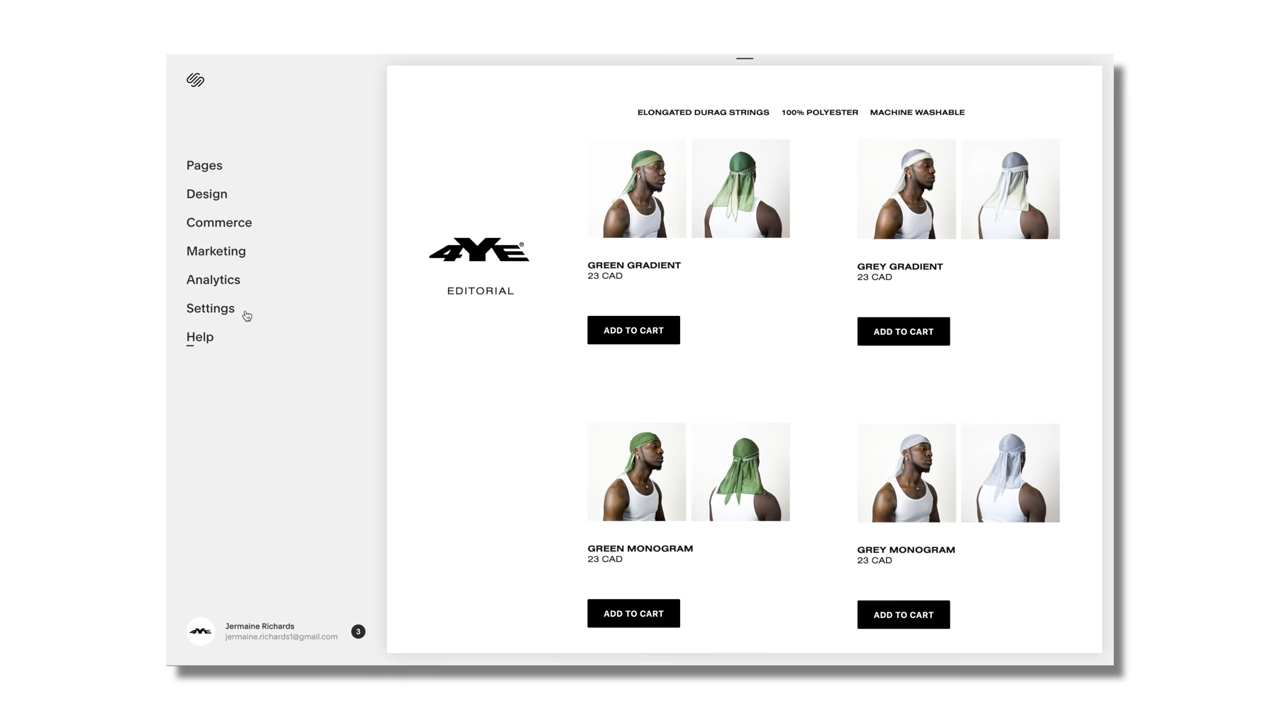 Pages
Design
Commerce
Marketing
Analytics
Settings
Help
Jermaine Richards
jermaine.richards1@gmail.com
3
4YE®
EDITORIAL
ELONGATED DURAG STRINGS 100% POLYESTER MACHINE WASHABLE
GREEN GRADIENT
23 CAD
ADD TO CART
GREY GRADIENT
23 CAD
ADD TO CART
GREEN MONOGRAM
23 CAD
ADD TO CART
GREY MONOGRAM
23 CAD
ADD TO CART